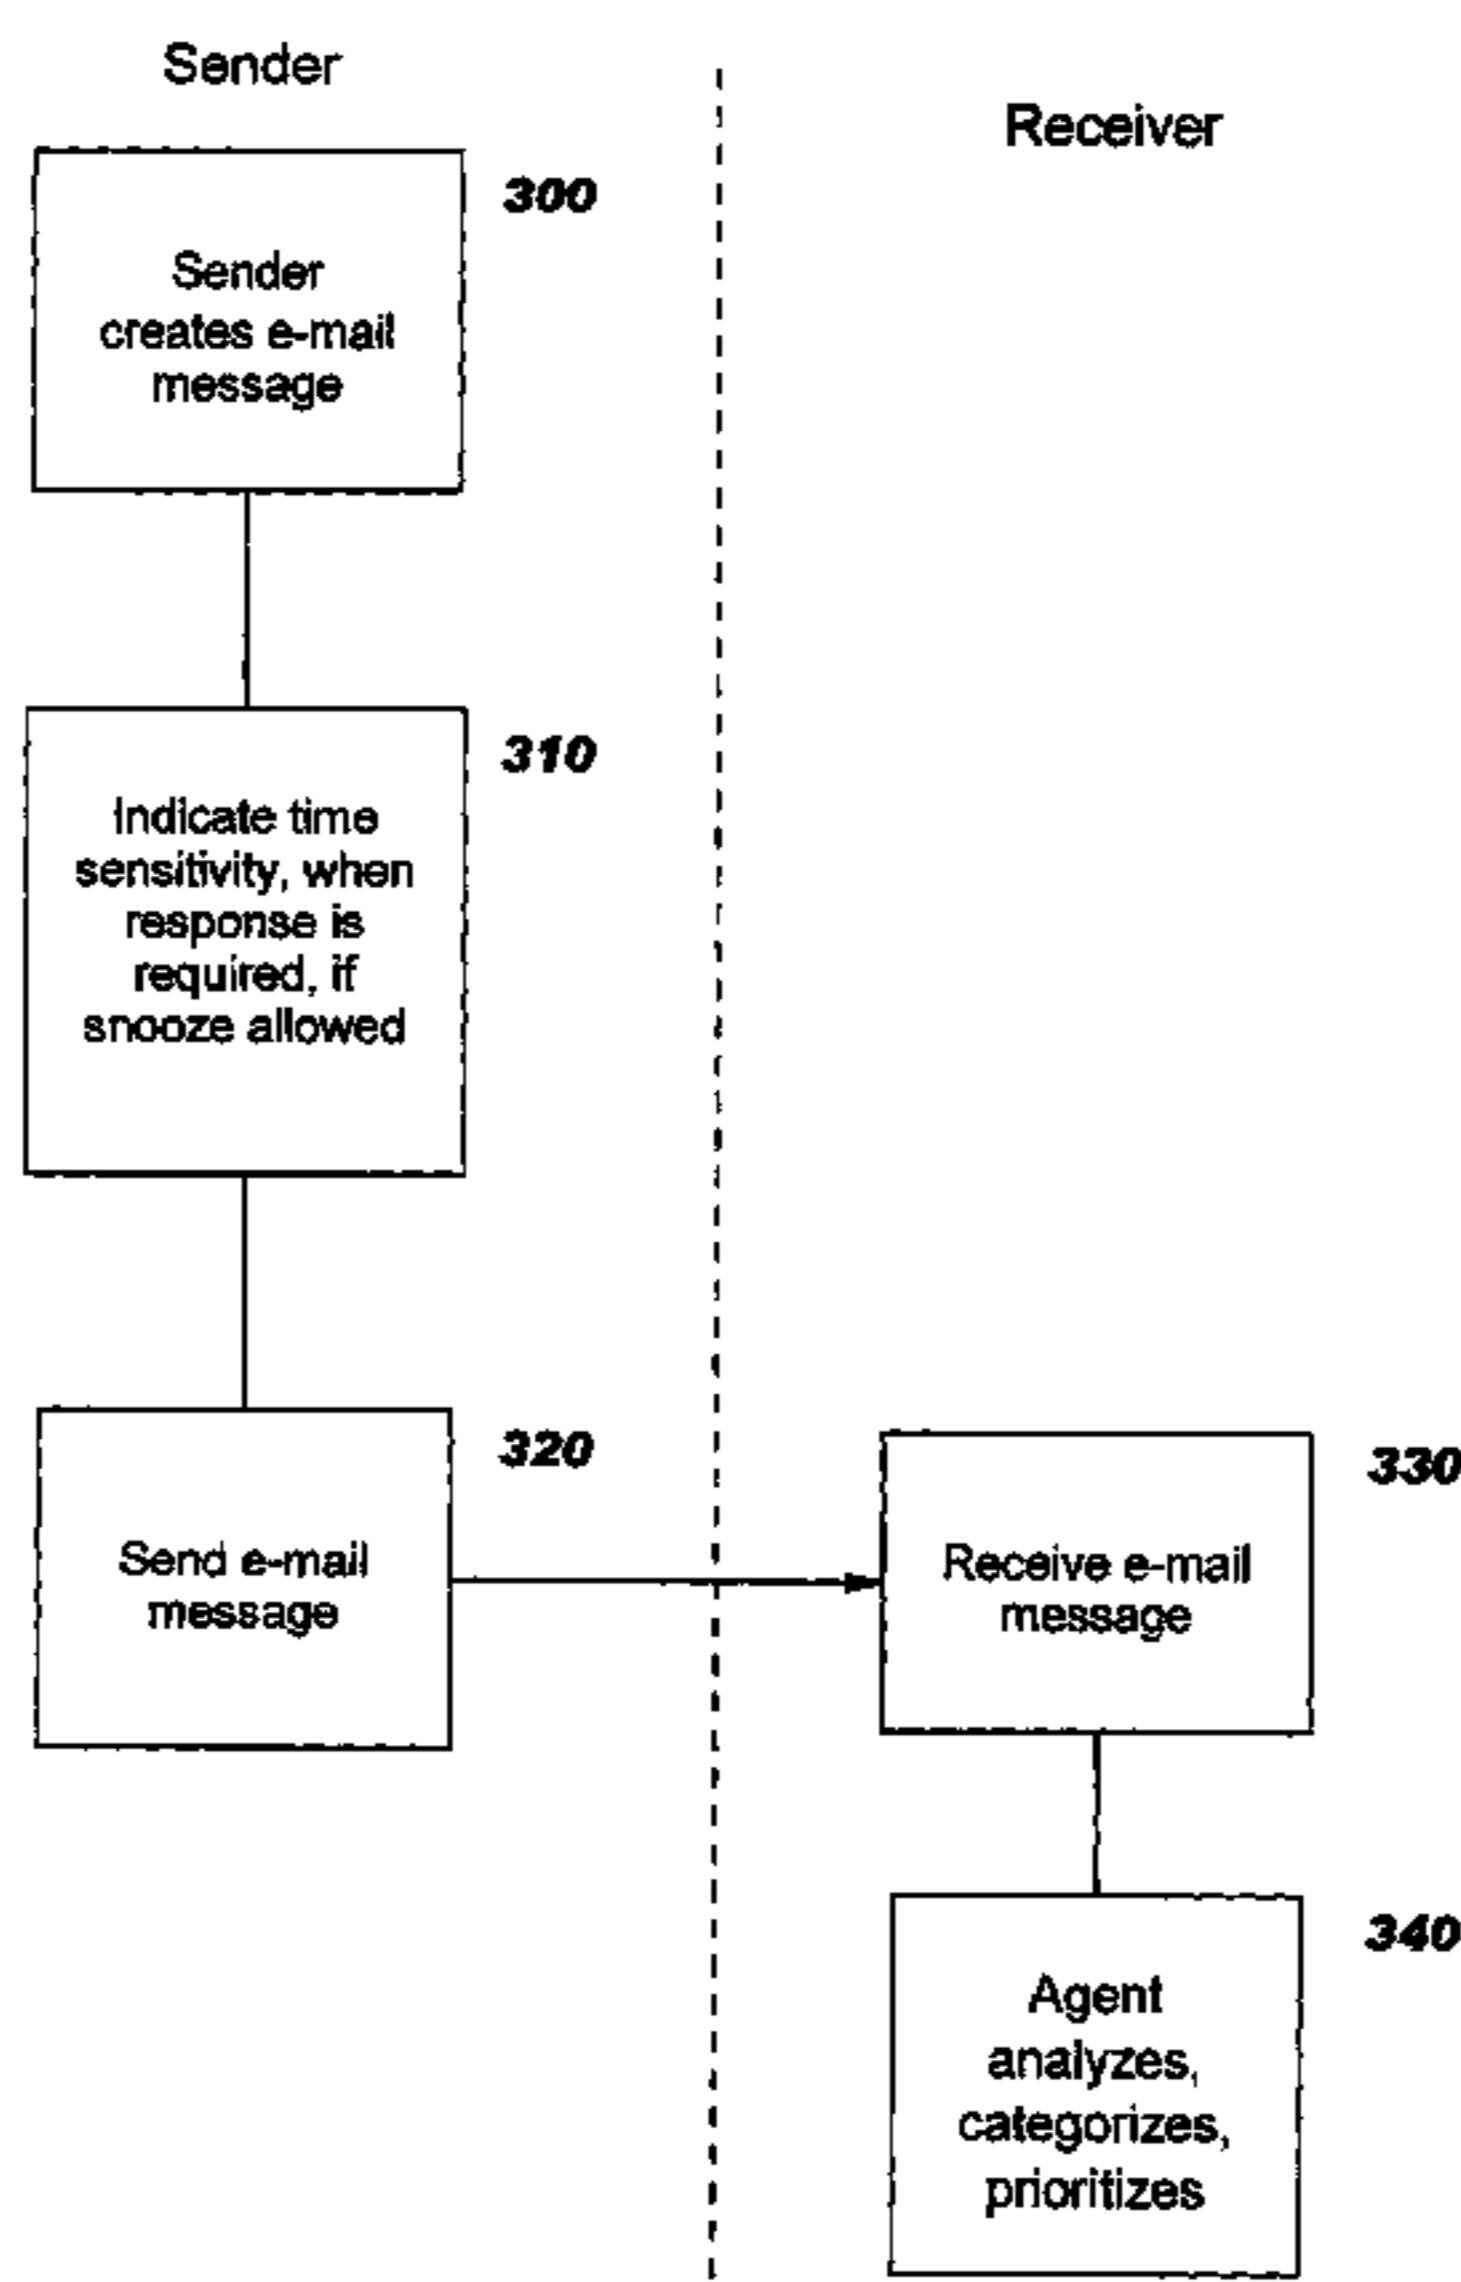 Sender
Receiver
300
Sender
creates e-mail
message
310
Indicate time
sensitivity, when
response is
required, if
snooze allowed
320
Send e-mail
message
330
Receive e-mail
message
340
Agent
analyzes,
categorizes,
prioritizes